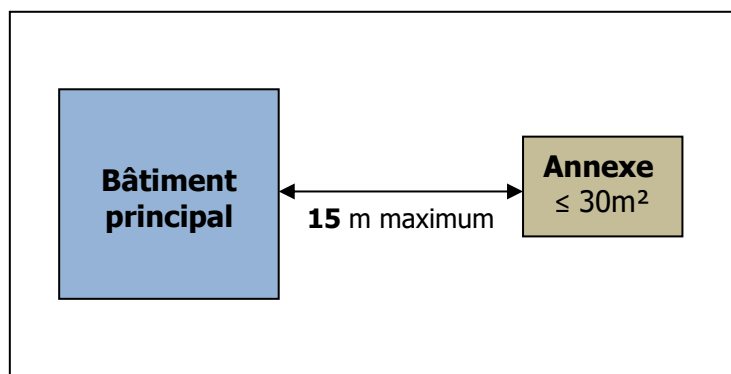 Bâtiment
principal
15 m maximum
Annexe
≤ 30m²